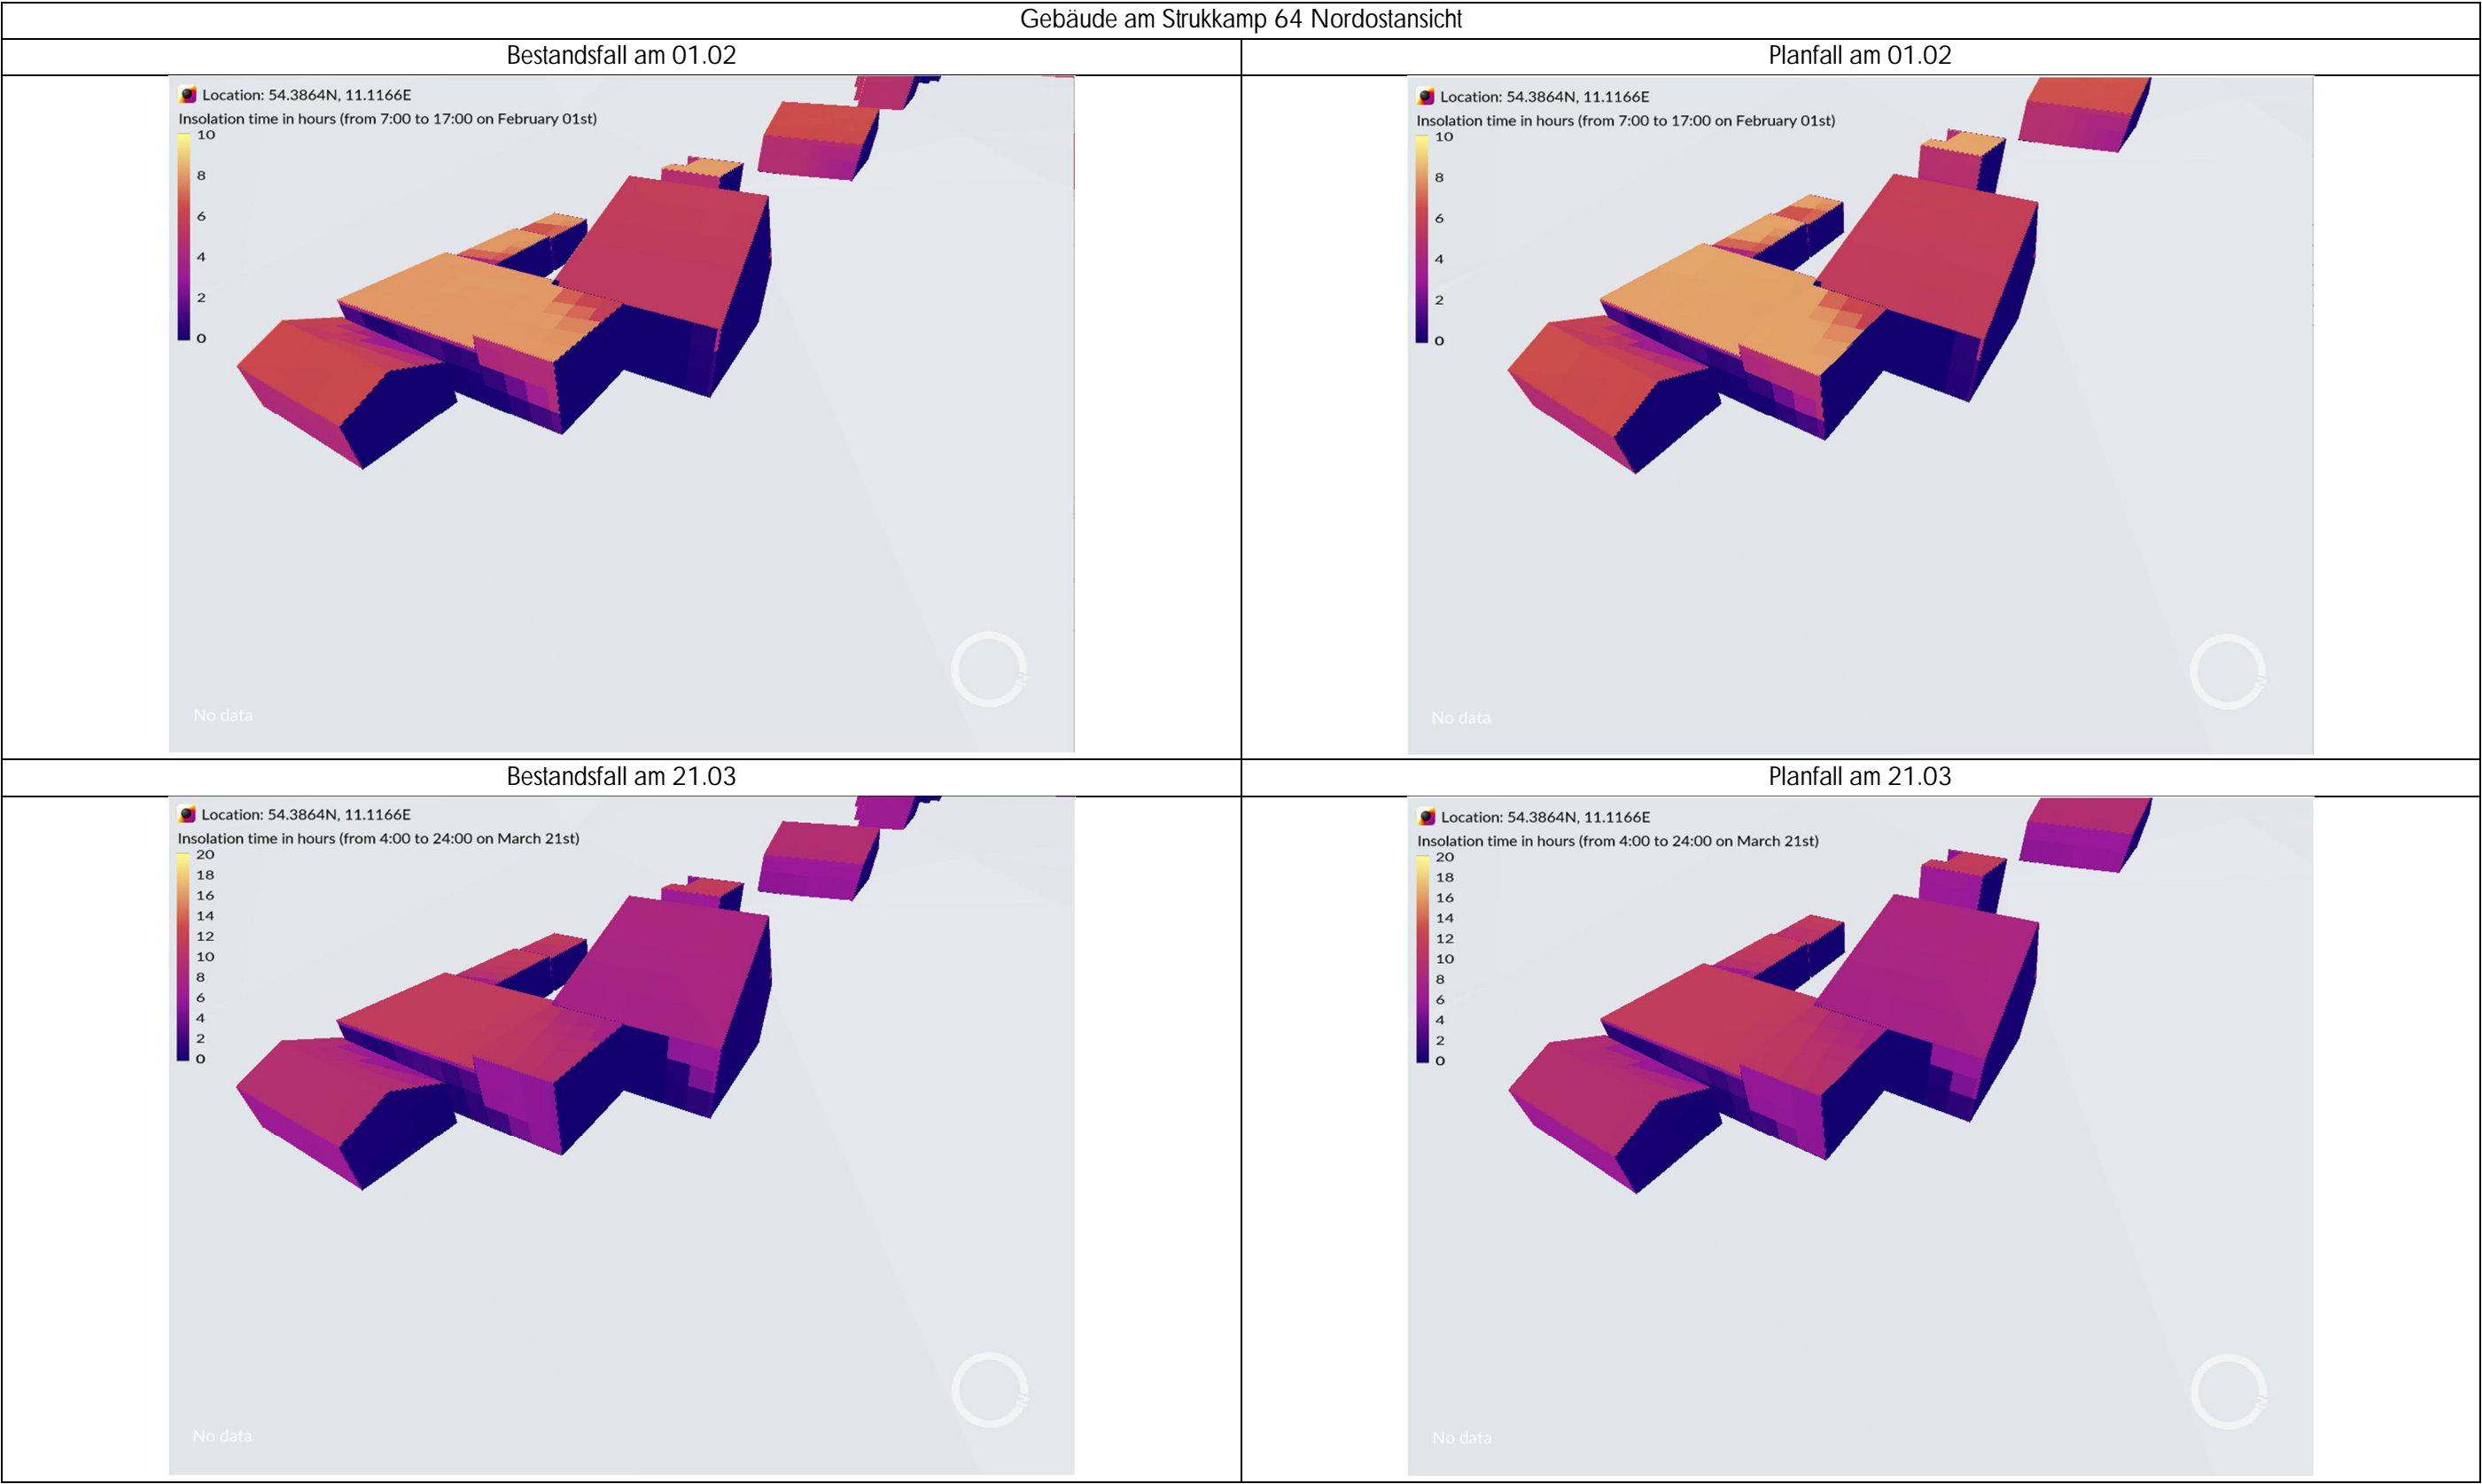 Gebäude am Strukkamp 64 Nordostansicht
Bestandsfall am 01.02
Planfall am 01.02
Location: 54.3864N, 11.1166E
Insolation time in hours (from 7:00 to 17:00 on February 01st)
10
8
6
4
2
0
N
No data
Location: 54.3864N, 11.1166E
Insolation time in hours (from 7:00 to 17:00 on February 01st)
10
8
6
4
2
0
N
No data
Bestandsfall am 21.03
Planfall am 21.03
Location: 54.3864N, 11.1166E
Insolation time in hours (from 4:00 to 24:00 on March 21st)
20
18
16
14
12
10
8
6
4
2
0
N
No data
Location: 54.3864N, 11.1166E
Insolation time in hours (from 4:00 to 24:00 on March 21st)
20
18
16
14
12
10
8
6
4
2
0
N
No data